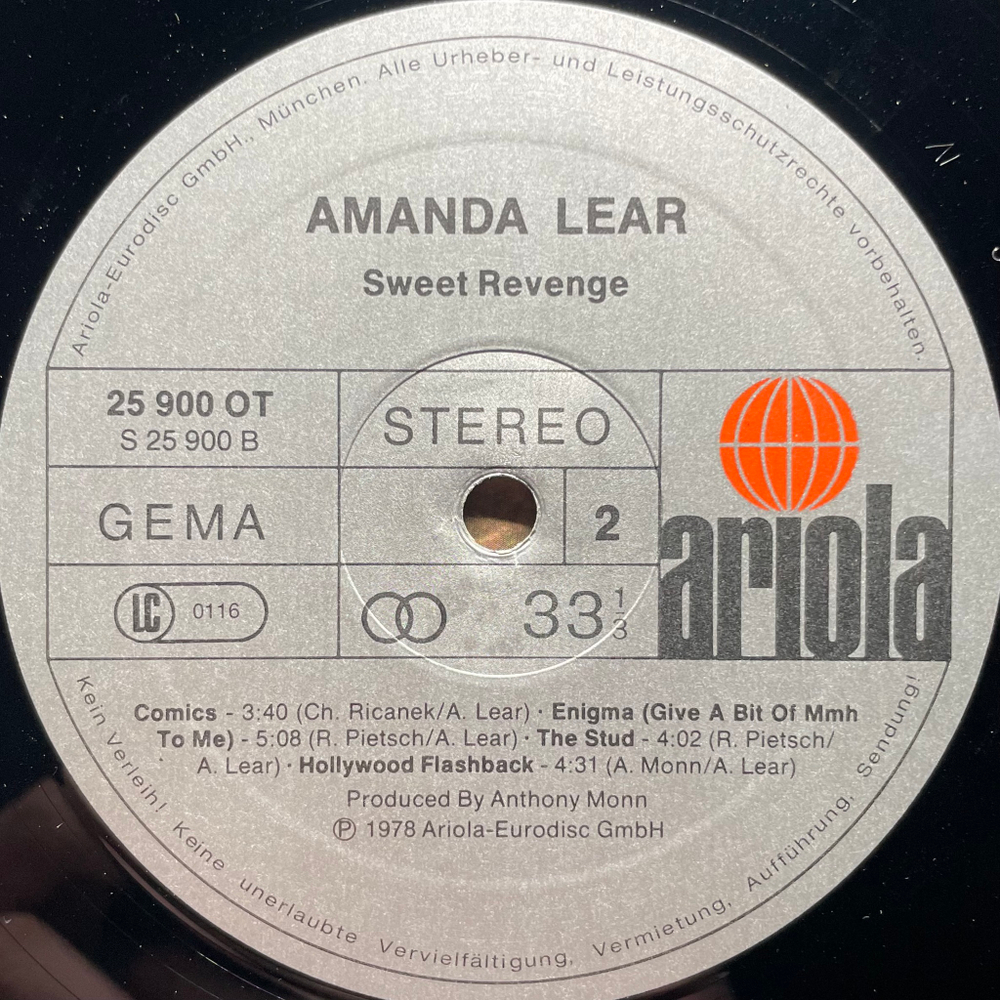 Ariola-Eurodisc GmbH., München. Alle Urheber- und Leistungsschutzrechte vorbehalten.
AMANDA LEAR
Sweet Revenge
25 900 OT
S 25 900 B
STEREO
GEMA
2
LC 0116
33 1/3
ariola
Comics - 3:40 (Ch. Ricanek/A. Lear) · Enigma (Give A Bit Of Mmh
To Me) - 5:08 (R. Pietsch/A. Lear) · The Stud - 4:02 (R. Pietsch/
A. Lear) · Hollywood Flashback - 4:31 (A. Monn/A. Lear)
Produced By Anthony Monn
℗ 1978 Ariola-Eurodisc GmbH
Kein Verleih! Keine unerlaubte Vervielfältigung, Vermietung, Aufführung, Sendung!